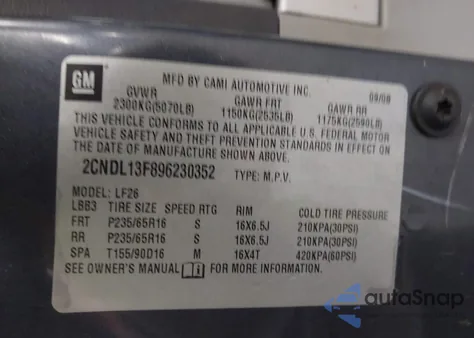 GM
MFD BY CAMI AUTOMOTIVE INC.
09/08
GVWR GAWR FRT GAWR RR
2300KG(5070LB) 1150KG(2535LB) 1175KG(2590LB)
THIS VEHICLE CONFORMS TO ALL APPLICABLE U.S. FEDERAL MOTOR
VEHICLE SAFETY AND THEFT PREVENTION STANDARDS IN EFFECT ON
THE DATE OF MANUFACTURE SHOWN ABOVE.
2CNDL13F896230352 TYPE: M.P.V.
MODEL: LF26
LBB3 TIRE SIZE SPEED RTG RIM COLD TIRE PRESSURE
FRT P235/65R16 S 16X6.5J 210KPA(30PSI)
RR P235/65R16 S 16X6.5J 210KPA(30PSI)
SPA T155/90D16 M 16X4T 420KPA(60PSI)
SEE OWNER'S MANUAL FOR MORE INFORMATION.
autoSnap